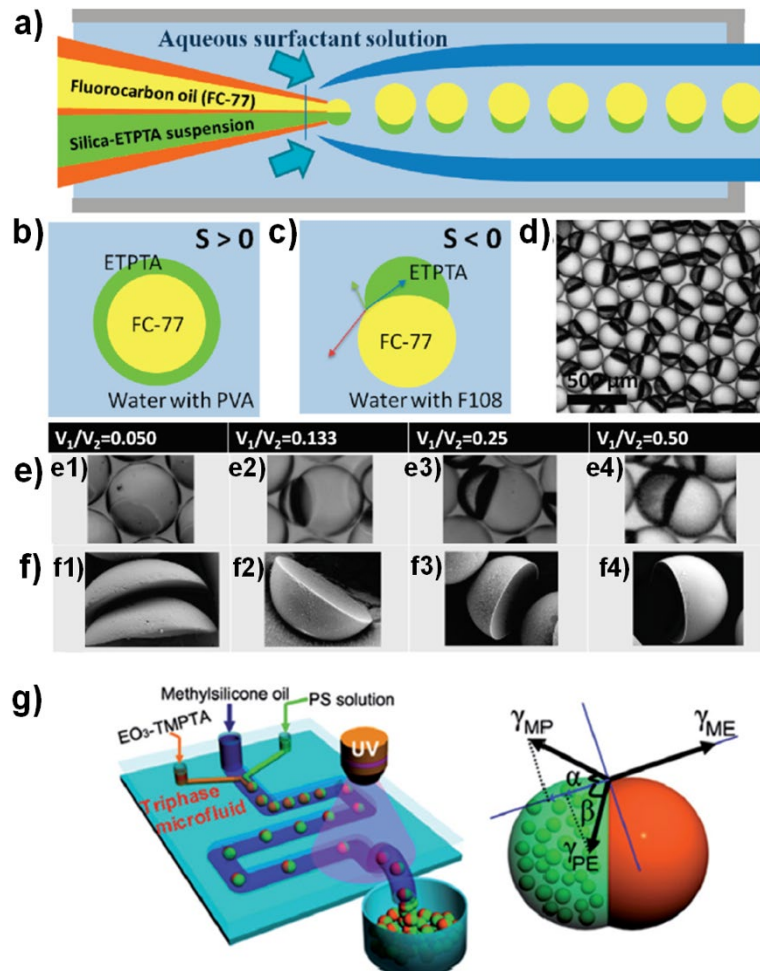 a)
Aqueous surfactant solution
Fluorocarbon oil (FC-77)
Silica-ETPTA suspension
b)
S > 0
ETPTA
FC-77
Water with PVA
c)
S < 0
ETPTA
FC-77
Water with F108
d)
500 μm
V₁/V₂=0.050
V₁/V₂=0.133
V₁/V₂=0.25
V₁/V₂=0.50
e)
e1)
e2)
e3)
e4)
f)
f1)
f2)
f3)
f4)
g)
Methylsilicone oil
PS solution
EO₃-TMPTA
UV
Triphase
microfluid
γMP
γME
α
β
γPE